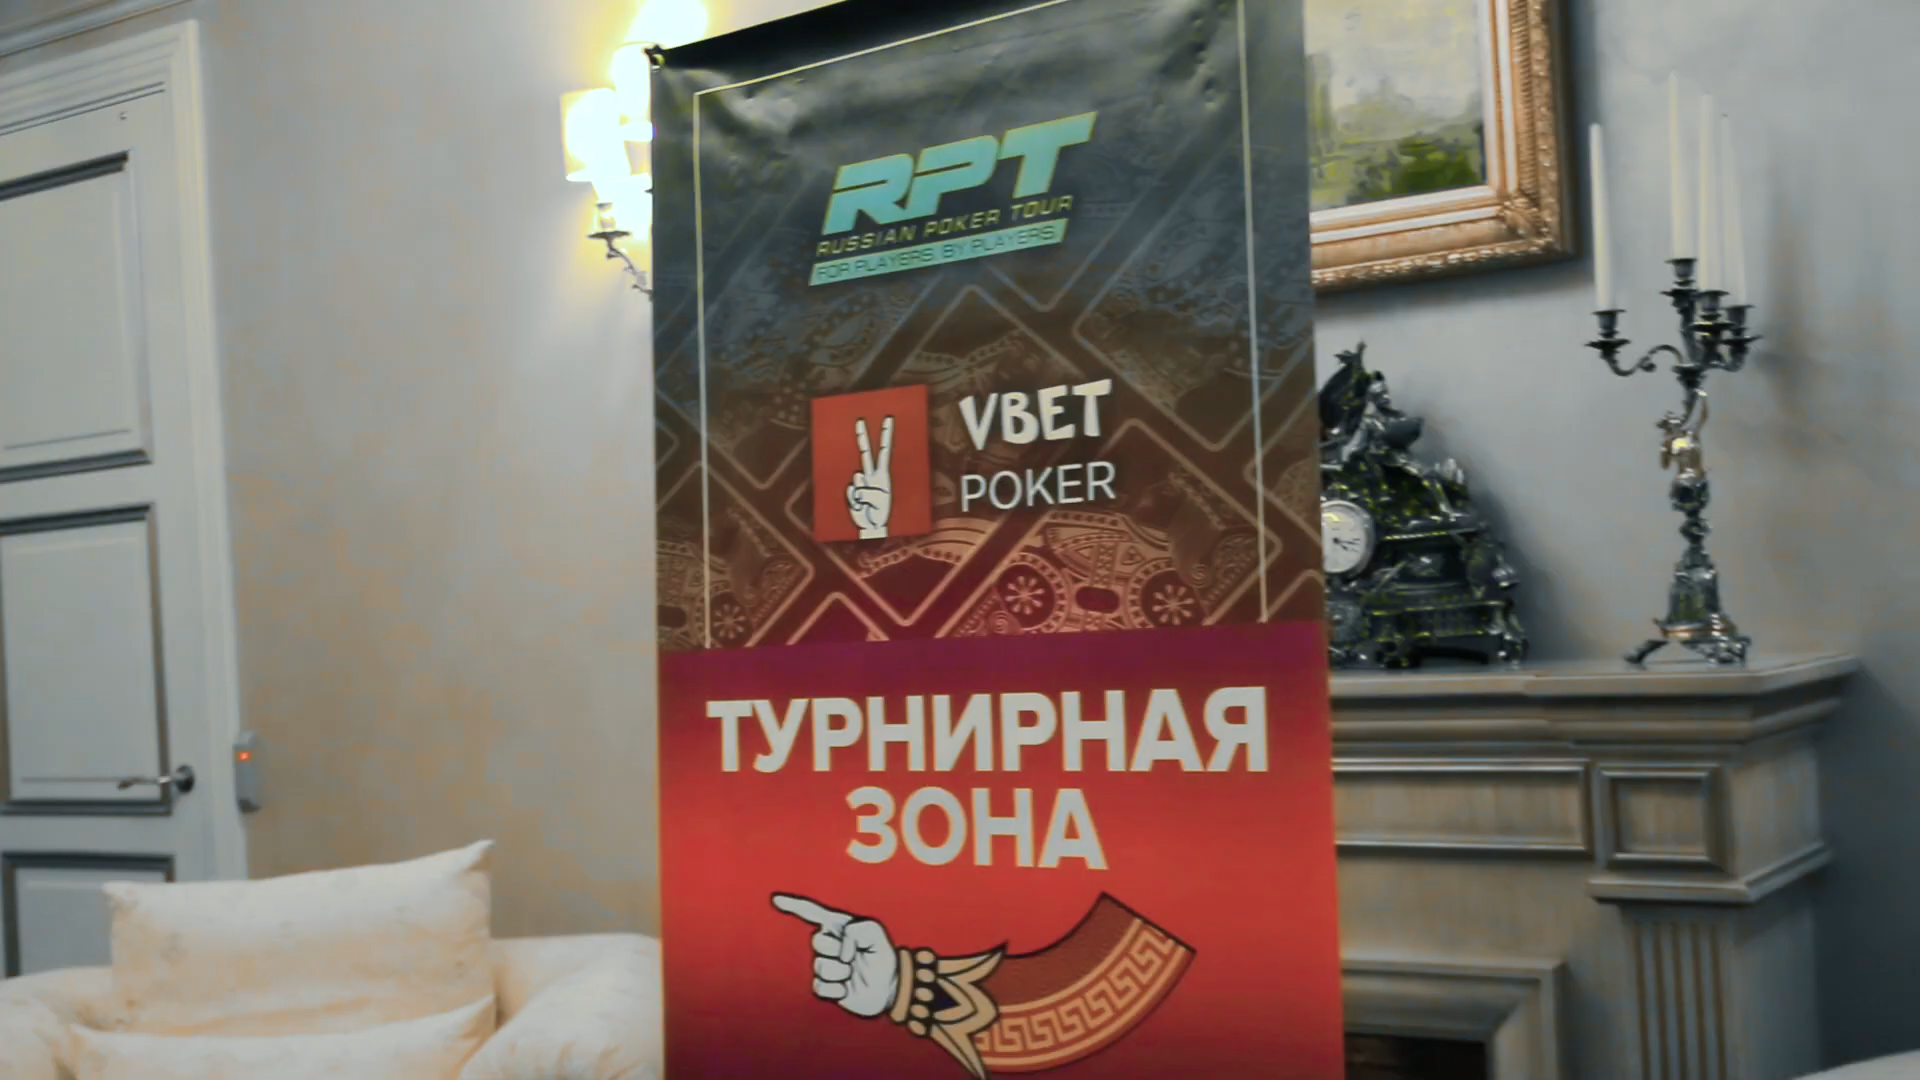 RPT
RUSSIAN POKER TOUR
FOR PLAYERS, BY PLAYERS
VBET
POKER
ТУРНИРНАЯ
ЗОНА